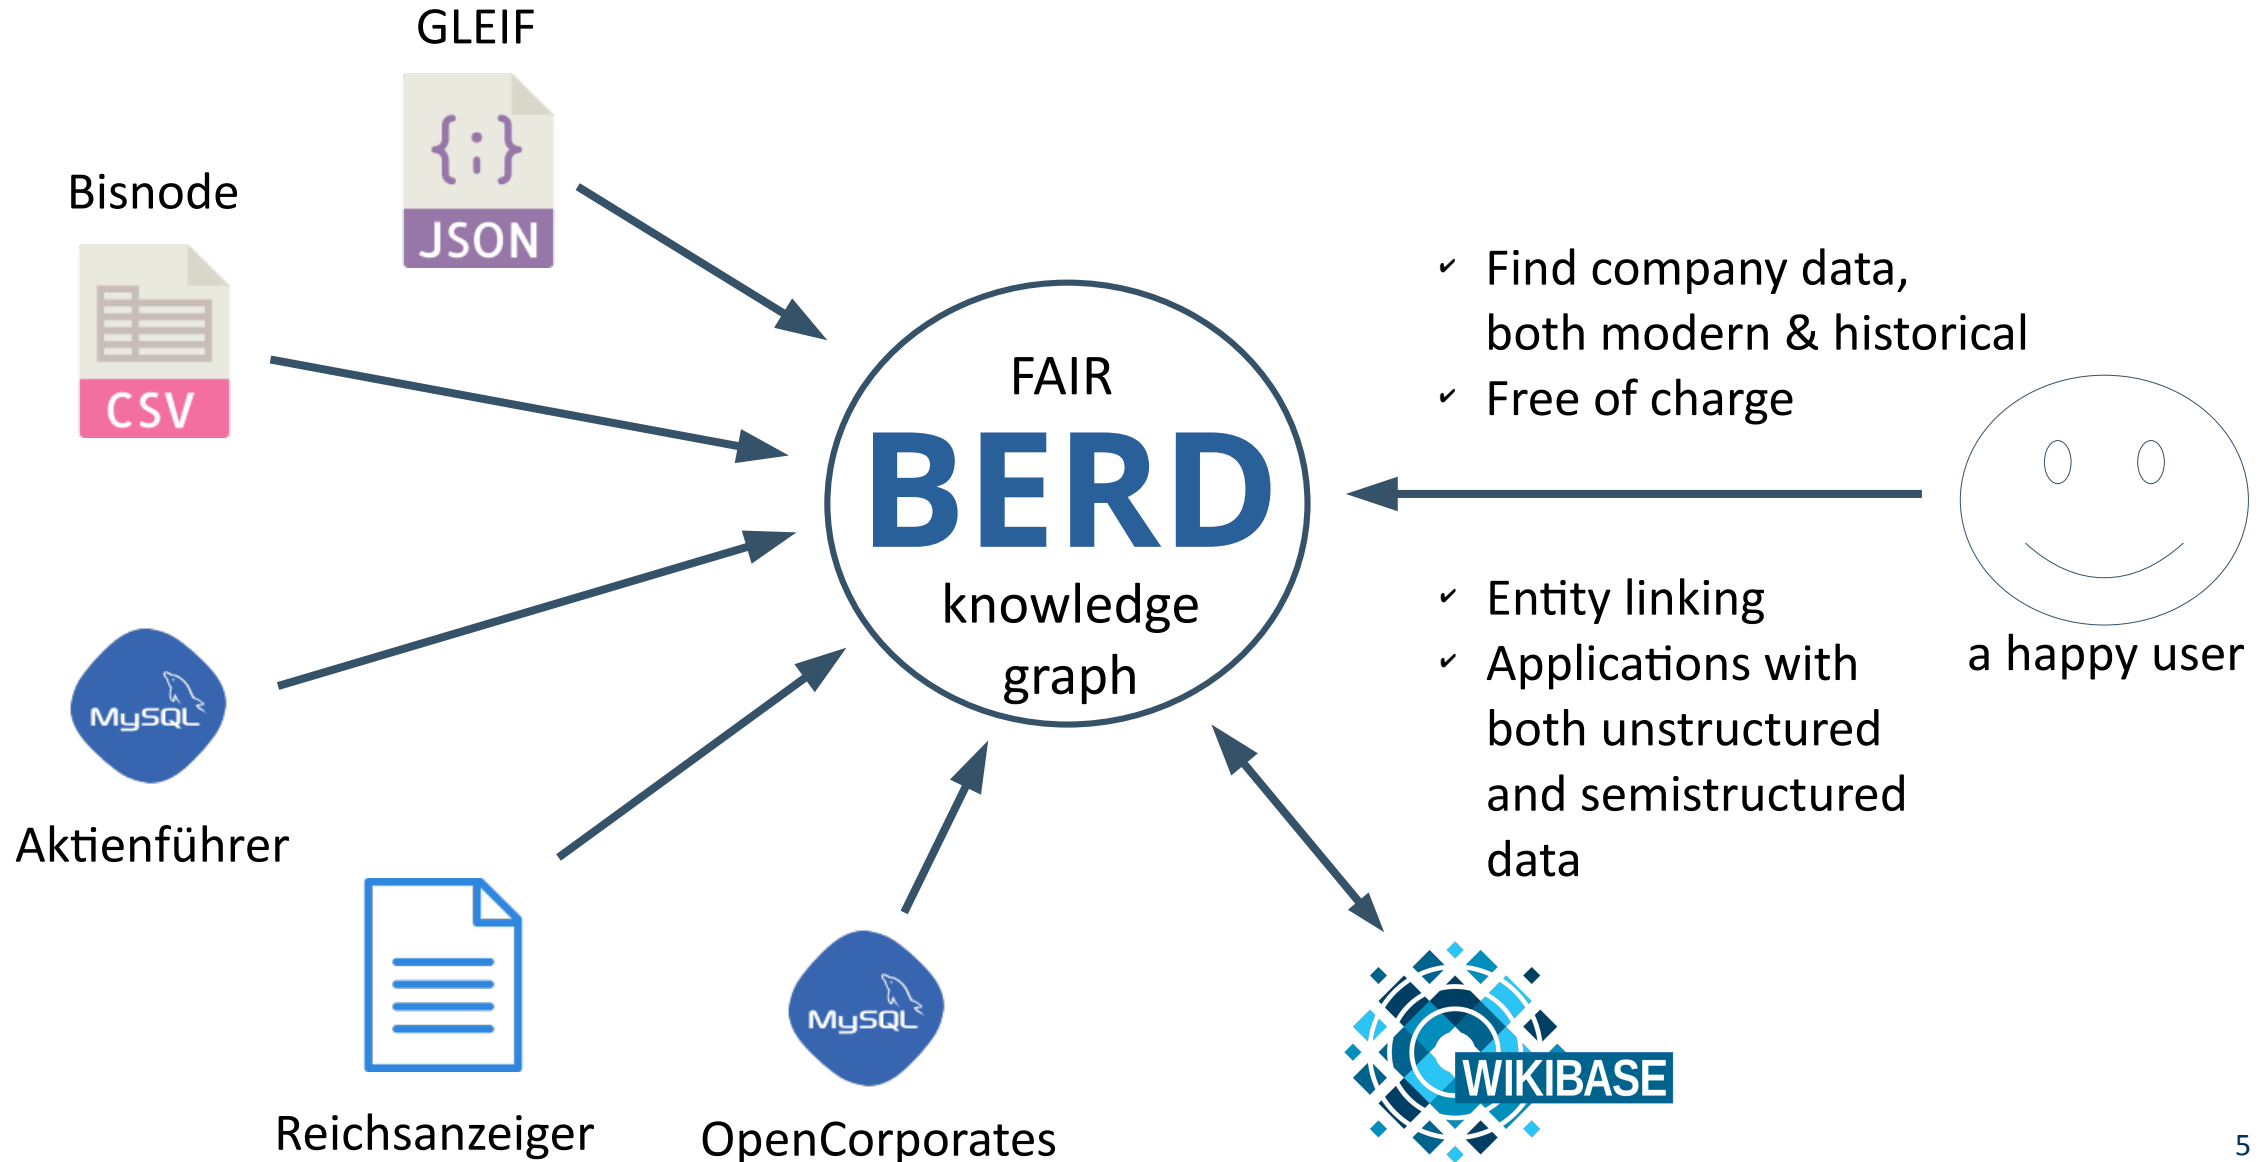 GLEIF
{;}
JSON
Bisnode
CSV
MySQL
Aktienführer
Reichsanzeiger
MySQL
OpenCorporates
FAIR
BERD
knowledge
graph
✔ Find company data,
both modern & historical
✔ Free of charge
✔ Entity linking
✔ Applications with
both unstructured
and semistructured
data
a happy user
WIKIBASE
5